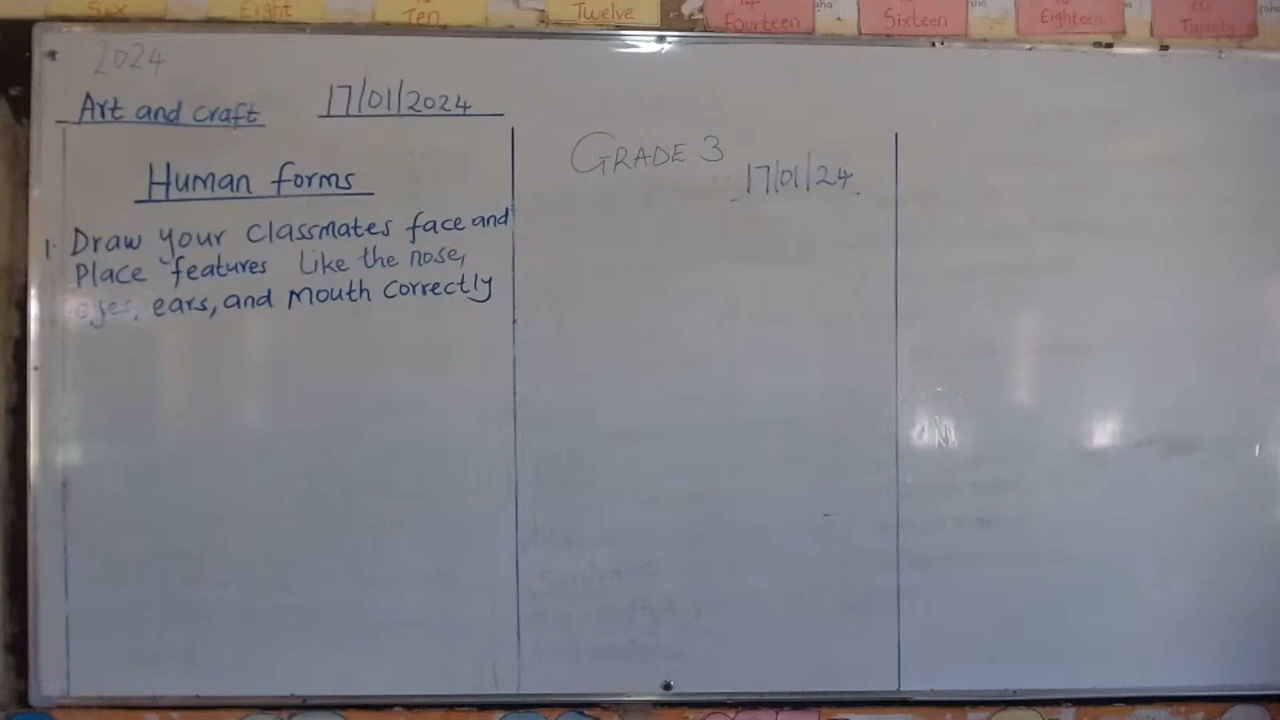 Six Eight Ten Twelve Fourteen Sixteen Eighteen Twenty
2024
Art and craft 17/01/2024
Human forms
1. Draw your classmates face and
Place features Like the nose,
eyes, ears, and Mouth Correctly
GRADE 3
17/01/24.